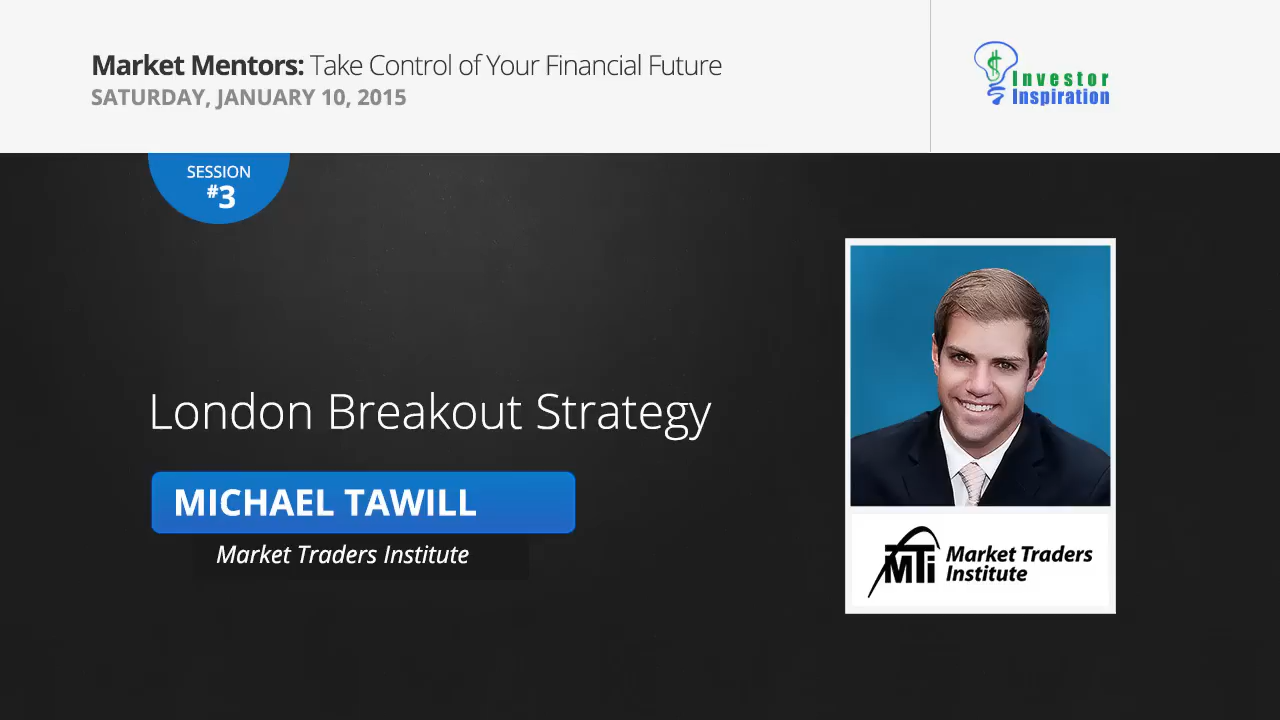 Market Mentors: Take Control of Your Financial Future
SATURDAY, JANUARY 10, 2015
$
Investor
Inspiration
SESSION
#3
London Breakout Strategy
MICHAEL TAWILL
Market Traders Institute
MTi
Market Traders
Institute